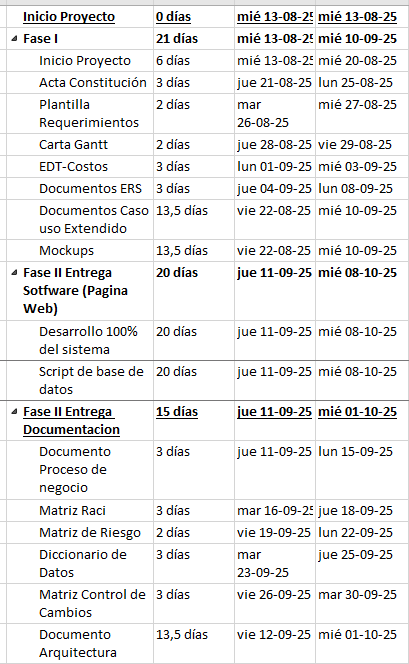 Inicio Proyecto 0 días mié 13-08-25 mié 13-08-25
Fase I 21 días mié 13-08-25 mié 10-09-25
Inicio Proyecto 6 días mié 13-08-25 mié 20-08-25
Acta Constitución 3 días jue 21-08-25 lun 25-08-25
Plantilla 2 días mar mié 27-08-25
Requerimientos 26-08-25
Carta Gantt 2 días jue 28-08-25 vie 29-08-25
EDT-Costos 3 días lun 01-09-25 mié 03-09-25
Documentos ERS 3 días jue 04-09-25 lun 08-09-25
Documentos Caso 13,5 días vie 22-08-25 mié 10-09-25
uso Extendido
Mockups 13,5 días vie 22-08-25 mié 10-09-25
Fase II Entrega 20 días jue 11-09-25 mié 08-10-25
Sotfware (Pagina
Web)
Desarrollo 100% 20 días jue 11-09-25 mié 08-10-25
del sistema
Script de base de 20 días jue 11-09-25 mié 08-10-25
datos
Fase II Entrega 15 días jue 11-09-25 mié 01-10-25
Documentacion
Documento 3 días jue 11-09-25 lun 15-09-25
Proceso de
negocio
Matriz Raci 3 días mar 16-09-25 jue 18-09-25
Matriz de Riesgo 2 días vie 19-09-25 lun 22-09-25
Diccionario de 3 días mar jue 25-09-25
Datos 23-09-25
Matriz Control de 3 días vie 26-09-25 mar 30-09-25
Cambios
Documento 13,5 días vie 12-09-25 mié 01-10-25
Arquitectura